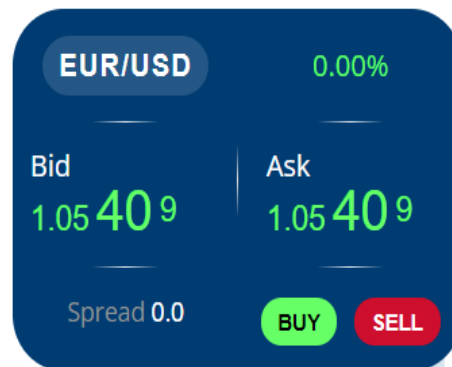 EUR/USD 0.00%
Bid Ask
1.05 40 9 1.05 40 9
Spread 0.0 BUY SELL